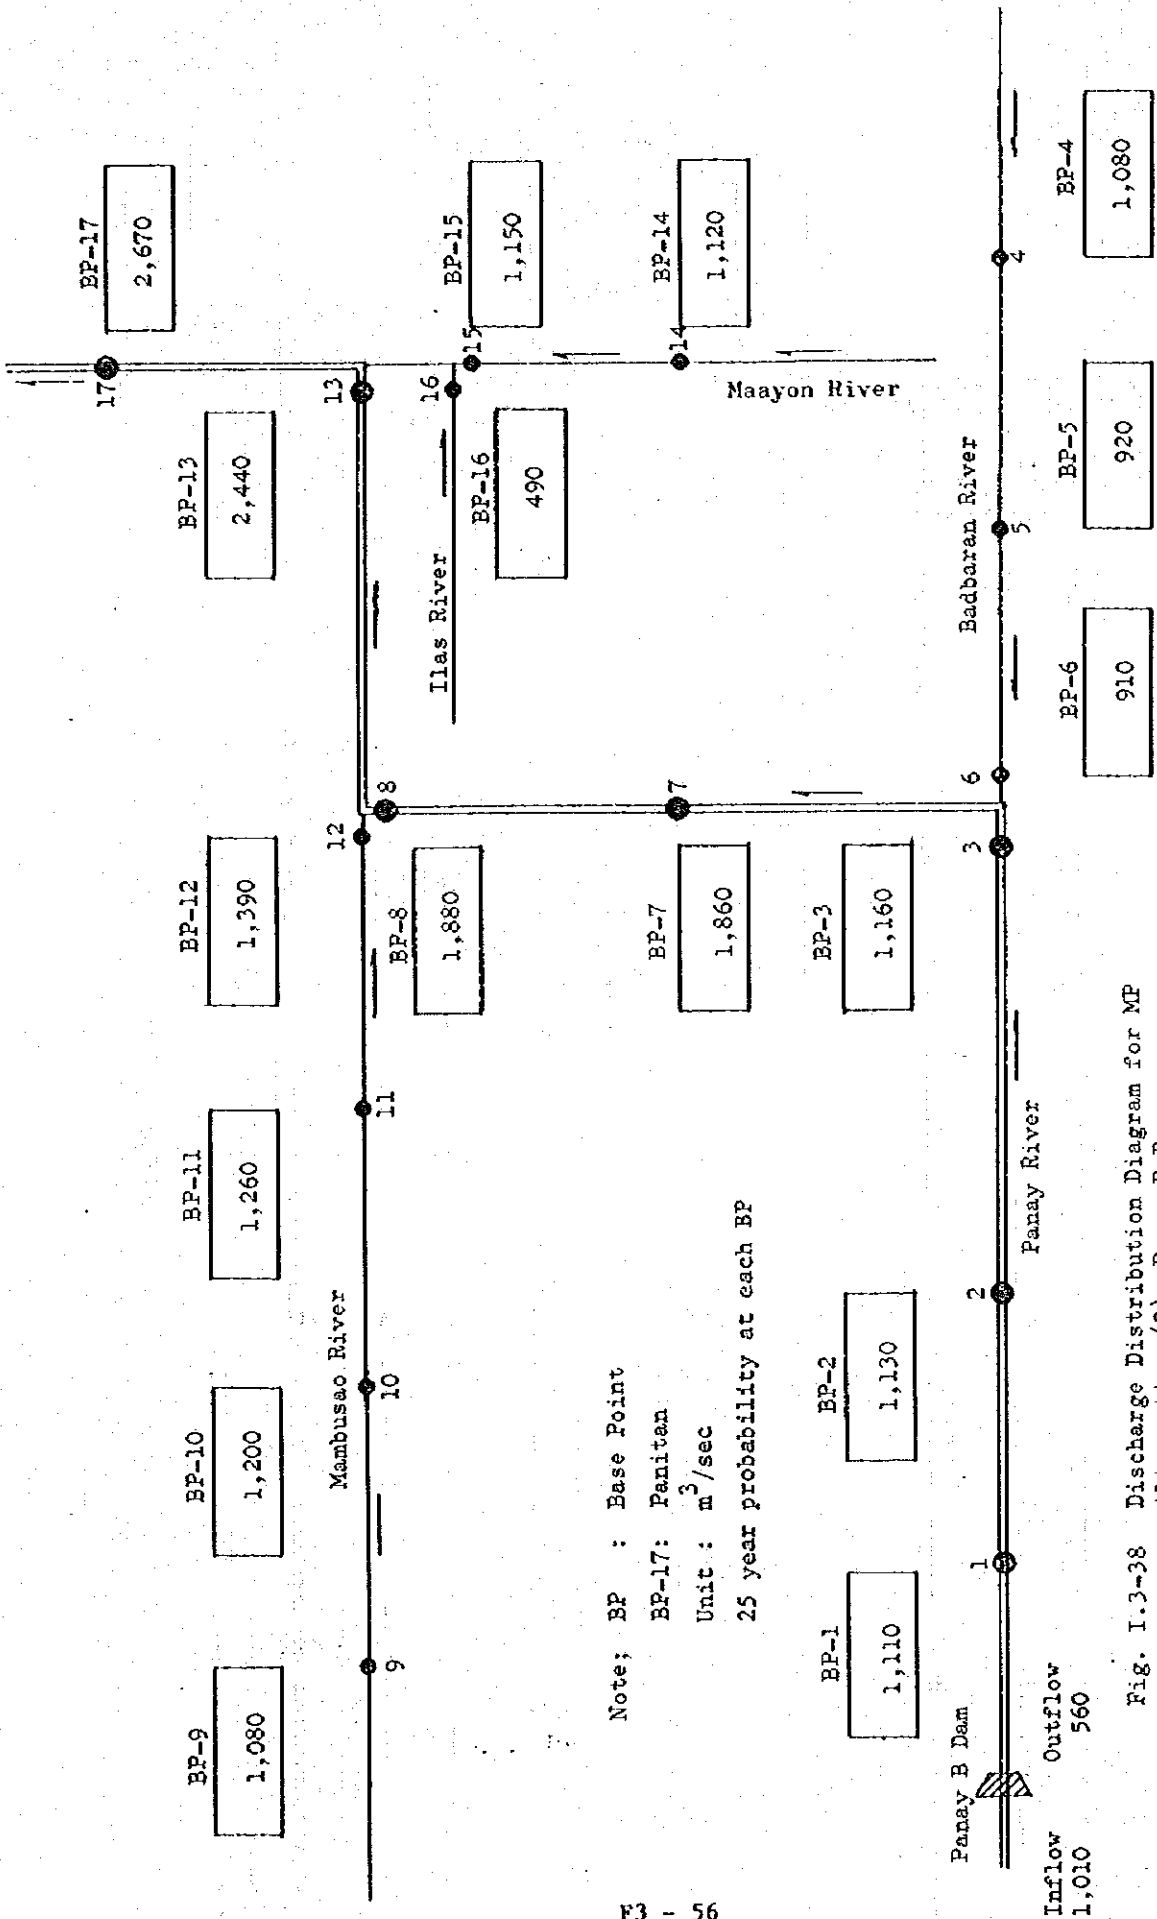 BP-9
1,080
BP-10
1,200
BP-11
1,260
BP-12
1,390
BP-13
2,440
BP-17
2,670
17
Mambusao River
9
10
11
12
8
13
BP-8
1,880
Ilas River
16
15
BP-16
490
BP-15
1,150
Note; BP : Base Point
BP-17: Panitan
Unit : m³/sec
25 year probability at each BP
7
14
BP-7
1,860
BP-14
1,120
Maayon River
BP-1
1,110
BP-2
1,130
BP-3
1,160
Panay B Dam
1
2
3
6
Badbaran River
5
4
Inflow
1,010
Outflow
560
Panay River
BP-6
910
BP-5
920
BP-4
1,080
Fig. I.3-38 Discharge Distribution Diagram for MP
F3 - 56